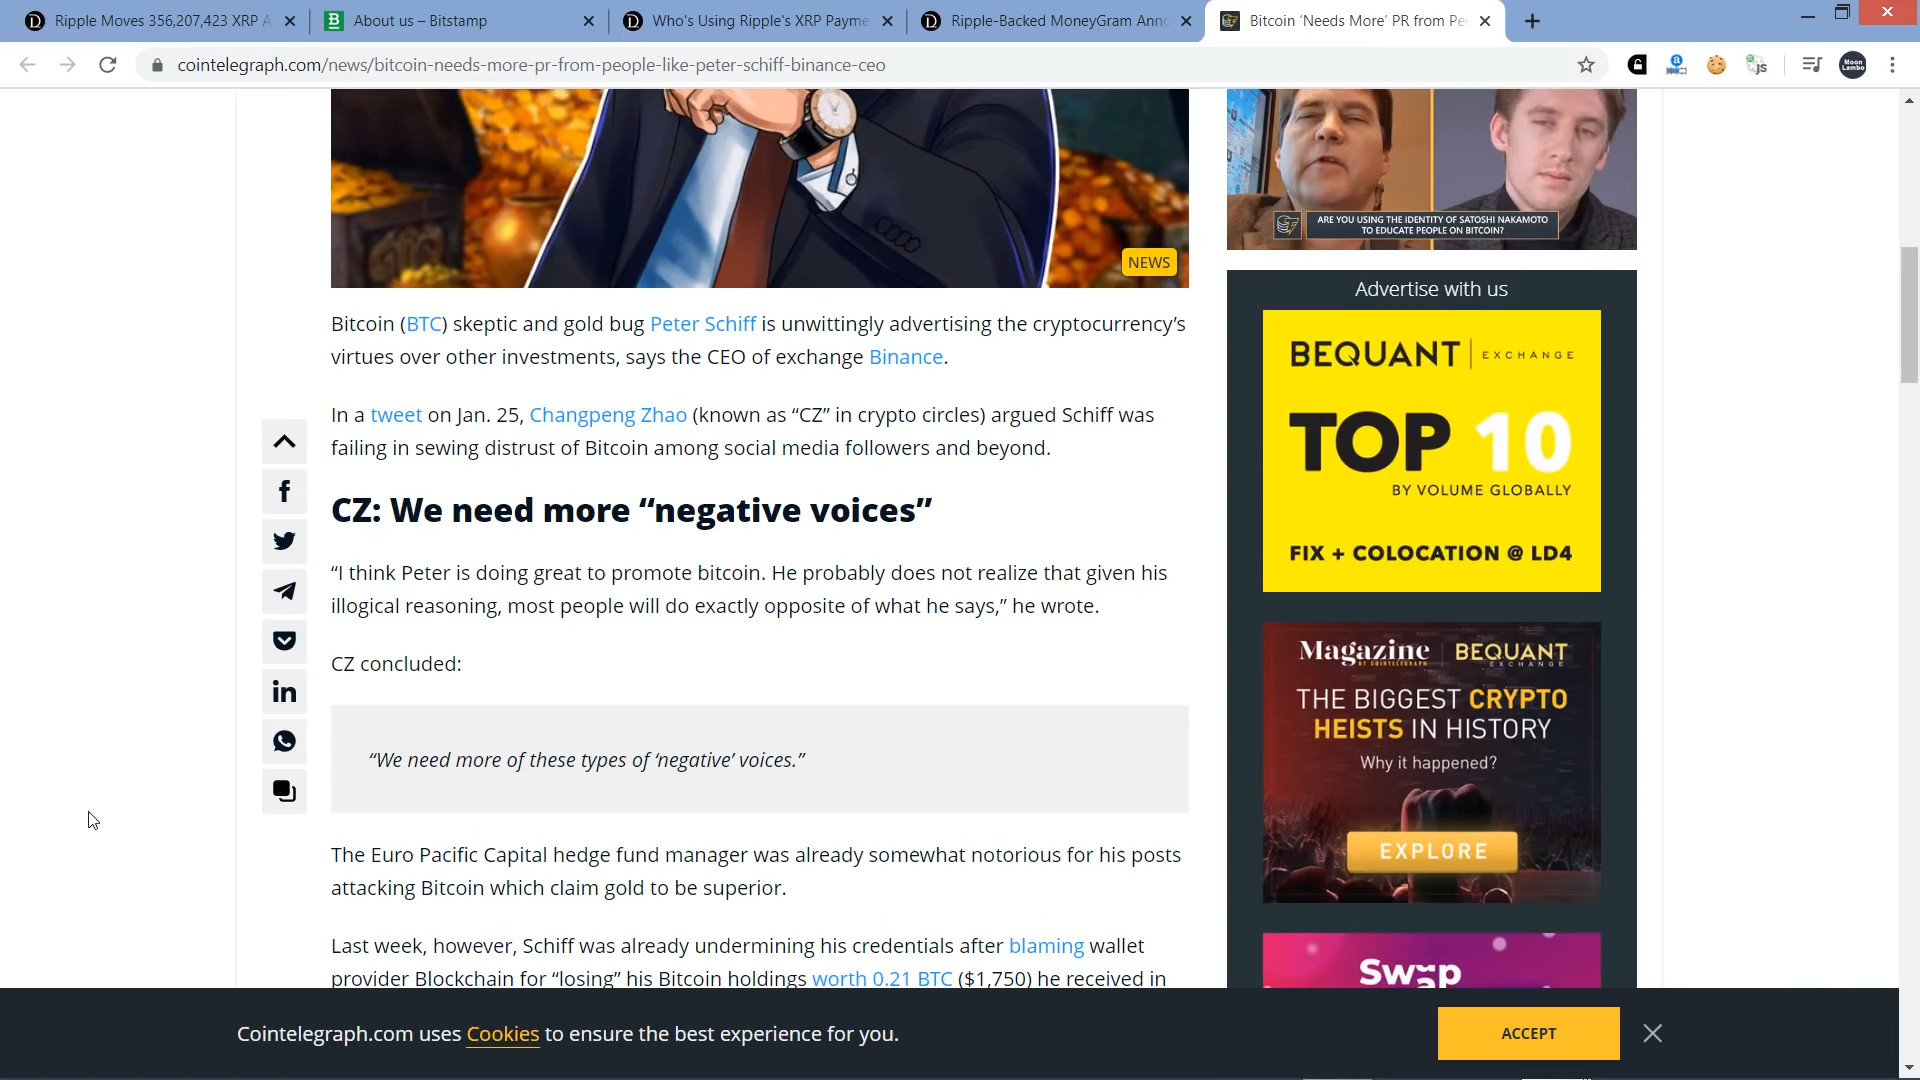 Ripple Moves 356,207,423 XRP A
About us – Bitstamp
Who's Using Ripple's XRP Payme
Ripple-Backed MoneyGram Anno
Bitcoin ‘Needs More’ PR from Pe
cointelegraph.com/news/bitcoin-needs-more-pr-from-people-like-peter-schiff-binance-ceo
Moon
Lambo
ARE YOU USING THE IDENTITY OF SATOSHI NAKAMOTO
TO EDUCATE PEOPLE ON BITCOIN?
NEWS
Bitcoin (BTC) skeptic and gold bug Peter Schiff is unwittingly advertising the cryptocurrency’s
virtues over other investments, says the CEO of exchange Binance.
In a tweet on Jan. 25, Changpeng Zhao (known as “CZ” in crypto circles) argued Schiff was
failing in sewing distrust of Bitcoin among social media followers and beyond.
CZ: We need more “negative voices”
“I think Peter is doing great to promote bitcoin. He probably does not realize that given his
illogical reasoning, most people will do exactly opposite of what he says,” he wrote.
CZ concluded:
“We need more of these types of ‘negative’ voices.”
The Euro Pacific Capital hedge fund manager was already somewhat notorious for his posts
attacking Bitcoin which claim gold to be superior.
Last week, however, Schiff was already undermining his credentials after blaming wallet
provider Blockchain for “losing” his Bitcoin holdings worth 0.21 BTC ($1,750) he received in
Advertise with us
BEQUANT | EXCHANGE
TOP 10
BY VOLUME GLOBALLY
FIX + COLOCATION @ LD4
Magazine BEQUANT
BY COINTELEGRAPH EXCHANGE
THE BIGGEST CRYPTO
HEISTS IN HISTORY
Why it happened?
EXPLORE
Swap
Cointelegraph.com uses Cookies to ensure the best experience for you.
ACCEPT